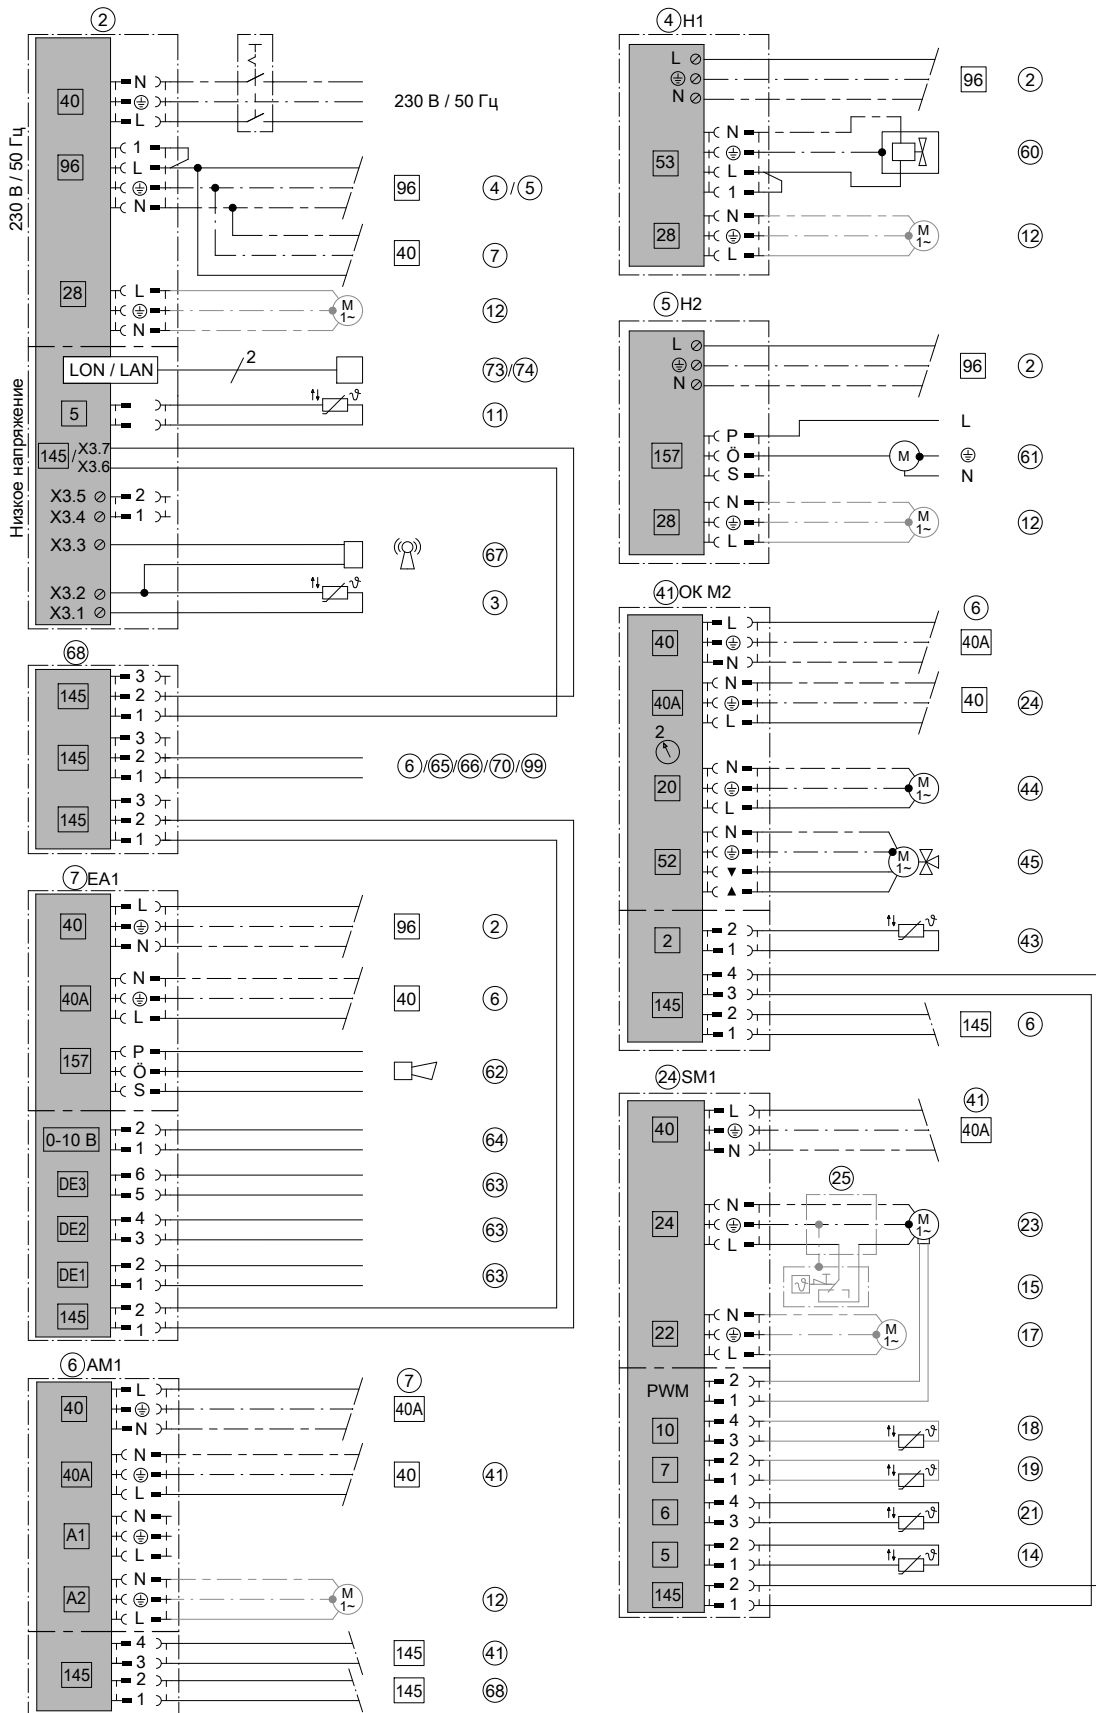 2
230 В / 50 Гц
40
N
L
230 В / 50 Гц
96
1
L
N
96
4 / 5
40
7
28
L
N
M
1~
12
Низкое напряжение
LON / LAN
2
73/74
5
11
145 / X3.7
X3.6
X3.5 2
X3.4 1
X3.3
67
X3.2
X3.1
3
68
145
3
2
1
145
3
2
1
6/65/66/70/99
145
3
2
1
7 EA1
40
L
N
96
2
40A
N
L
40
6
157
P
Ö
S
62
0-10 В
2
1
64
DE3
6
5
63
DE2
4
3
63
DE1
2
1
63
145
2
1
6 AM1
40
L
N
7
40A
40A
N
L
40
41
A1
N
L
A2
N
L
M
1~
12
145
4
3
2
1
145
41
145
68
4 H1
L
N
96
2
53
N
L
1
60
28
N
L
M
1~
12
5 H2
L
N
96
2
157
P
Ö
S
M
L
N
61
28
N
L
M
1~
12
41 ОК M2
40
L
N
6
40A
40A
N
L
40
24
2
20
N
L
M
1~
44
52
N
▼
▲
M
1~
45
2
2
1
43
145
4
3
2
1
145
6
24 SM1
40
L
N
41
40A
25
24
N
L
M
1~
23
15
22
N
L
M
1~
17
PWM
2
1
10
4
3
18
7
2
1
19
6
4
3
21
5
2
1
14
145
2
1